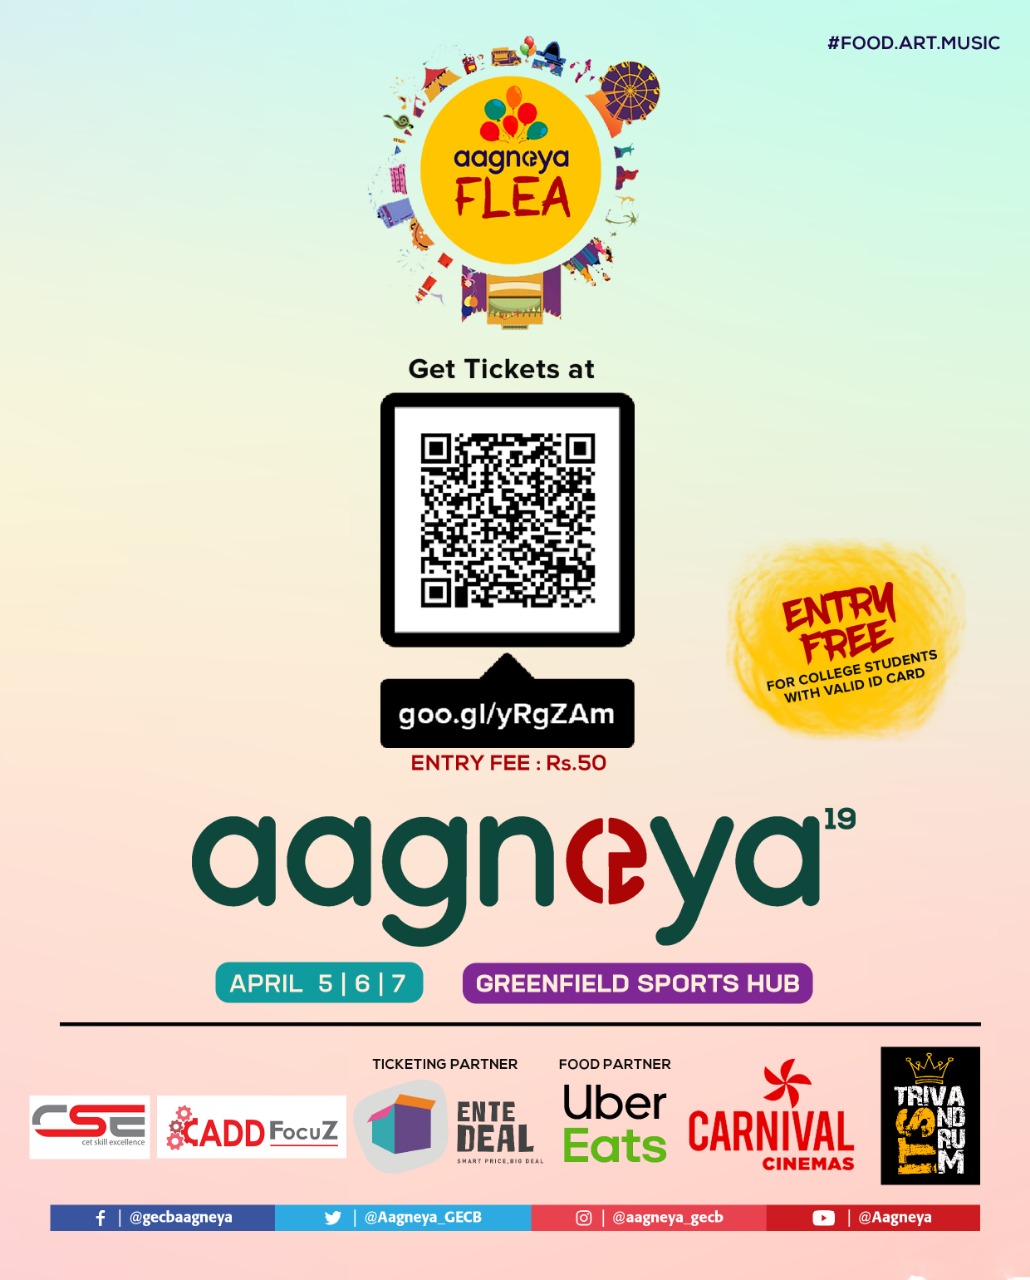 #FOOD.ART.MUSIC
aagneya
FLEA
Get Tickets at
goo.gl/yRgZAm
ENTRY FEE : Rs.50
ENTRY
FREE
FOR COLLEGE STUDENTS
WITH VALID ID CARD
aagneya 19
APRIL 5 | 6 | 7
GREENFIELD SPORTS HUB
TICKETING PARTNER
FOOD PARTNER
CSE
cet skill excellence
CADD FOCUZ
ENTE
DEAL
SMART PRICE,BIG DEAL
Uber
Eats
CARNIVAL
CINEMAS
ITS
TRIVA
NDRUM
f | @gecbaagneya
| @Aagneya_GECB
| @aagneya_gecb
| @Aagneya